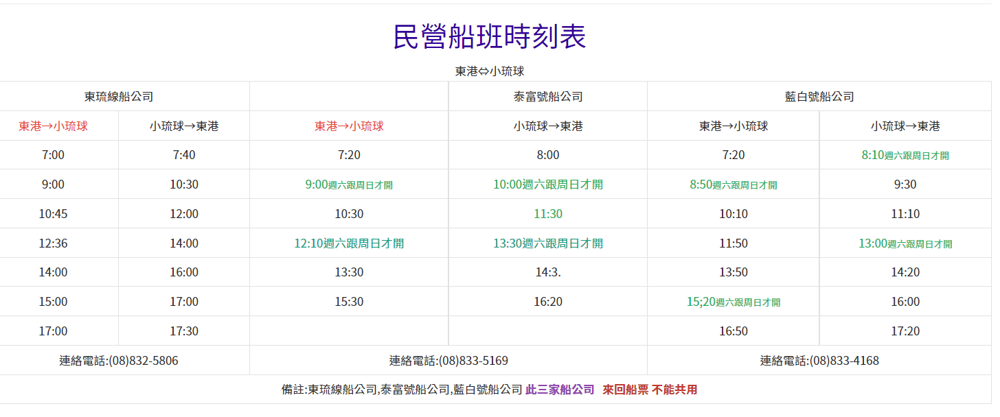 民營船班時刻表
東港⇔小琉球
東琉線船公司 泰富號船公司 藍白號船公司
東港→小琉球 小琉球→東港 東港→小琉球 小琉球→東港 東港→小琉球 小琉球→東港
7:00 7:40 7:20 8:00 7:20 8:10週六跟周日才開
9:00 10:30 9:00週六跟周日才開 10:00週六跟周日才開 8:50週六跟周日才開 9:30
10:45 12:00 10:30 11:30 10:10 11:10
12:36 14:00 12:10週六跟周日才開 13:30週六跟周日才開 11:50 13:00週六跟周日才開
14:00 16:00 13:30 14:3. 13:50 14:20
15:00 17:00 15:30 16:20 15;20週六跟周日才開 16:00
17:00 17:30 16:50 17:20
連絡電話:(08)832-5806 連絡電話:(08)833-5169 連絡電話:(08)833-4168
備註:東琉線船公司,泰富號船公司,藍白號船公司 此三家船公司 來回船票 不能共用